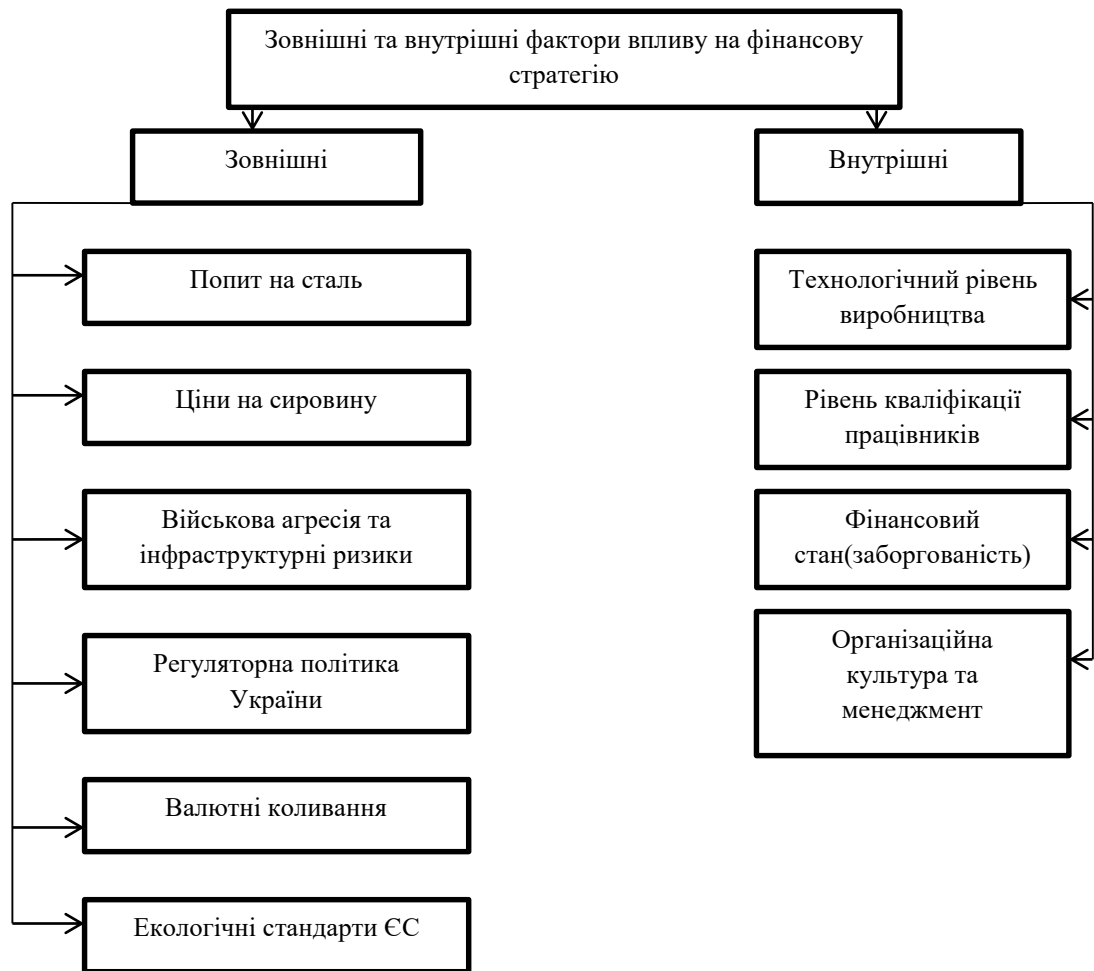 Зовнішні та внутрішні фактори впливу на фінансову
стратегію
Зовнішні
Внутрішні
Попит на сталь
Ціни на сировину
Військова агресія та
інфраструктурні ризики
Регуляторна політика
України
Валютні коливання
Екологічні стандарти ЄС
Технологічний рівень
виробництва
Рівень кваліфікації
працівників
Фінансовий
стан(заборгованість)
Організаційна
культура та
менеджмент